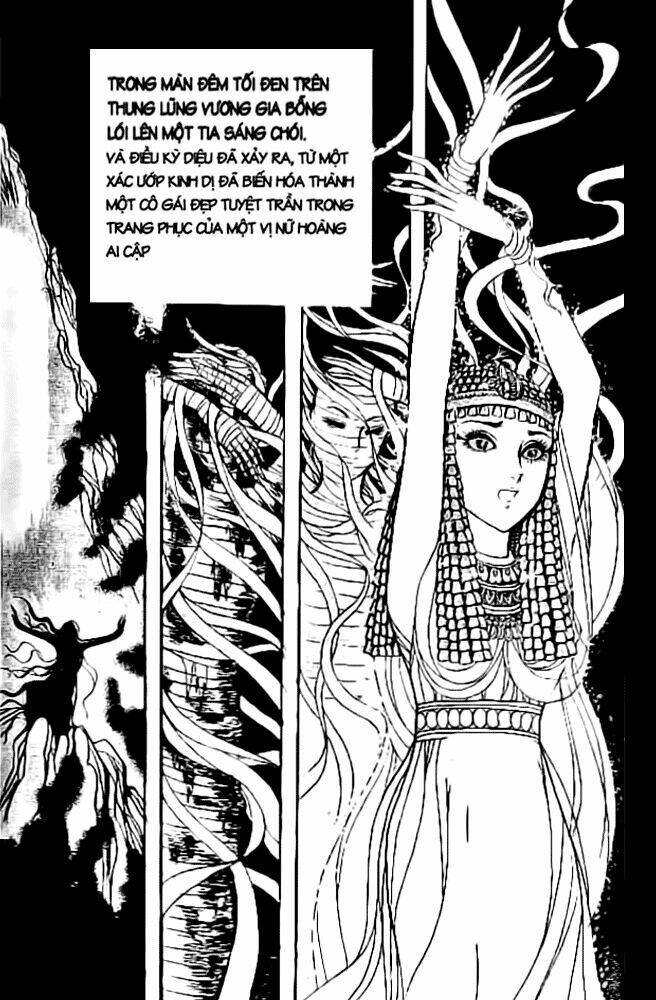 TRONG MÀN ĐÊM TỐI ĐEN TRÊN
THUNG LŨNG VƯƠNG GIA BỖNG
LÓI LÊN MỘT TIA SÁNG CHÓI.
VÀ ĐIỀU KỲ DIỆU ĐÃ XẢY RA, TỪ MỘT
XÁC ƯỚP KINH DỊ ĐÃ BIẾN HÓA THÀNH
MỘT CÔ GÁI ĐẸP TUYỆT TRẦN TRONG
TRANG PHỤC CỦA MỘT VỊ NỮ HOÀNG
AI CẬP